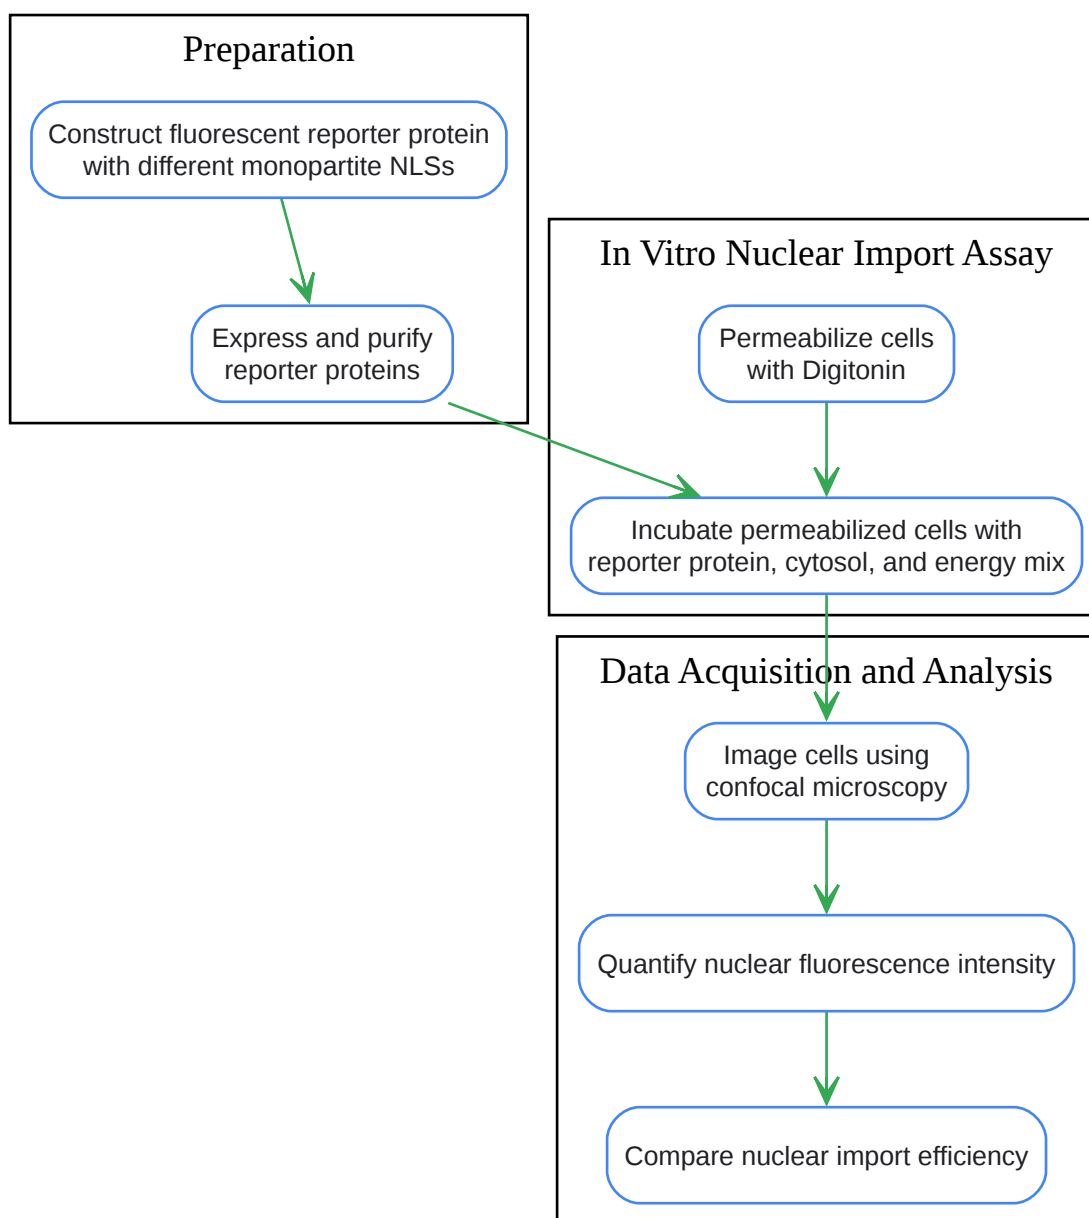 Preparation
Construct fluorescent reporter protein
with different monopartite NLSs
Express and purify
reporter proteins
In Vitro Nuclear Import Assay
Permeabilize cells
with Digitonin
Incubate permeabilized cells with
reporter protein, cytosol, and energy mix
Data Acquisition and Analysis
Image cells using
confocal microscopy
Quantify nuclear fluorescence intensity
Compare nuclear import efficiency